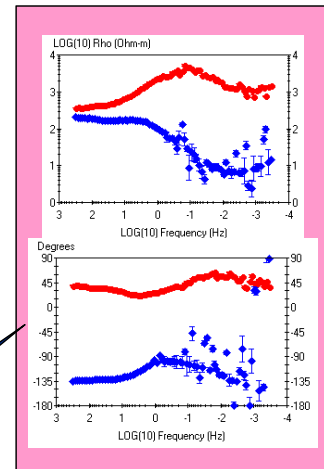 LOG(10) Rho (Ohm-m)
4 4
3 3
2 2
1 1
0 0
3 2 1 0 -1 -2 -3 -4
LOG(10) Frequency (Hz)
Degrees
90 90
45 45
0 0
-45 -45
-90 -90
-135 -135
-180 -180
3 2 1 0 -1 -2 -3 -4
LOG(10) Frequency (Hz)